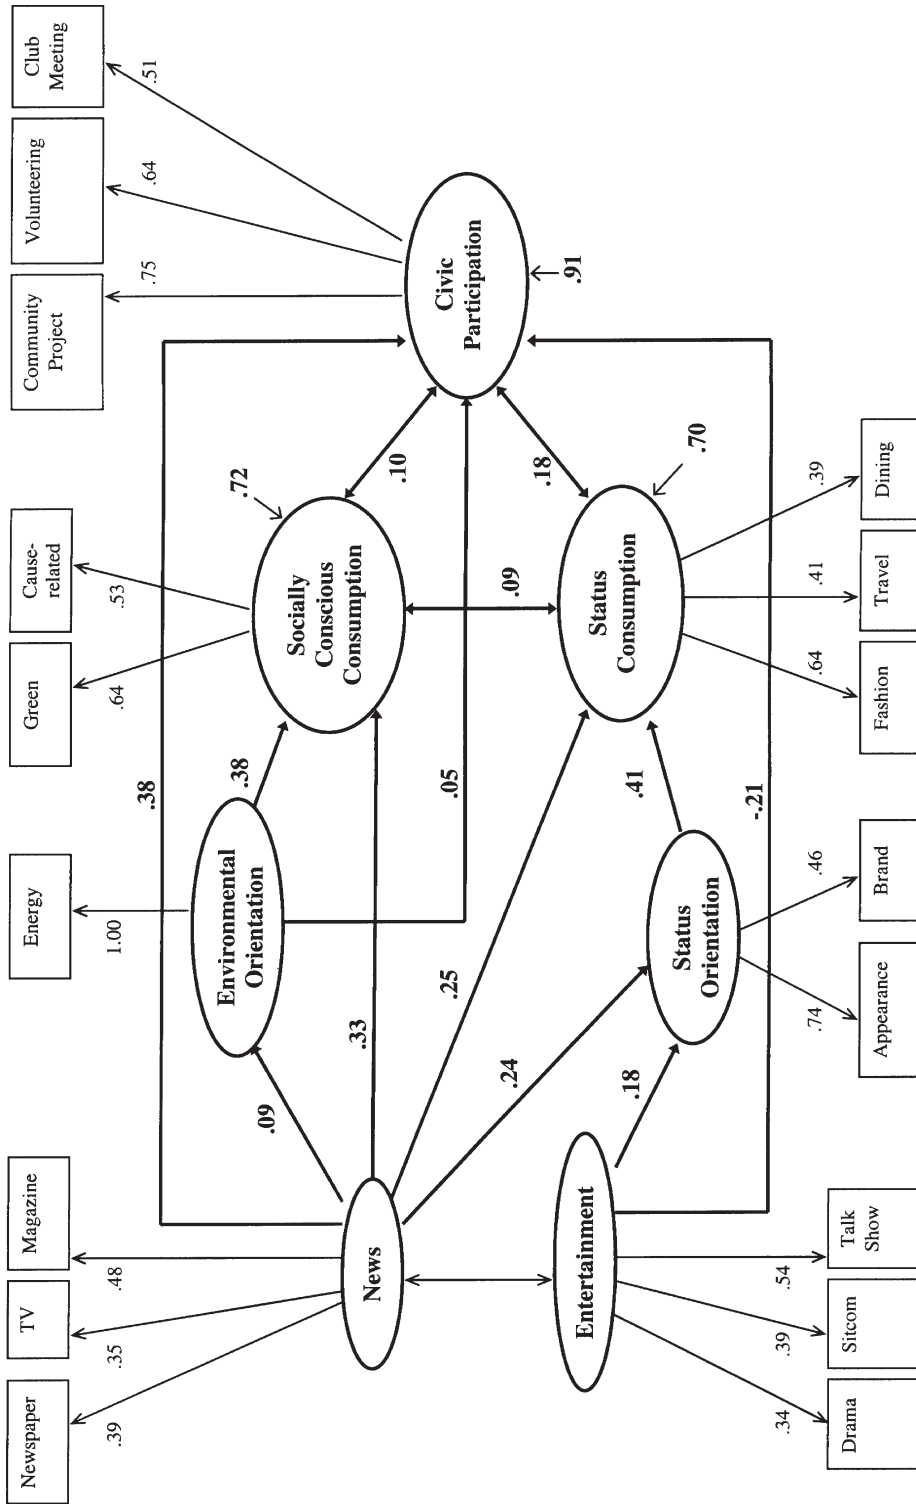 Newspaper
TV
Magazine
Energy
Green
Cause-
related
Community
Project
Volunteering
Club
Meeting
.39
.35
.48
1.00
.64
.53
.75
.64
.51
.38
Environmental
Orientation
.38
.72
Socially
Conscious
Consumption
.09
.33
.10
News
.05
Civic
Participation
.91
.25
.24
.09
.18
Entertainment
.18
Status
Orientation
.41
Status
Consumption
.70
-.21
.34
.39
.54
.74
.46
.64
.41
.39
Drama
Sitcom
Talk
Show
Appearance
Brand
Fashion
Travel
Dining